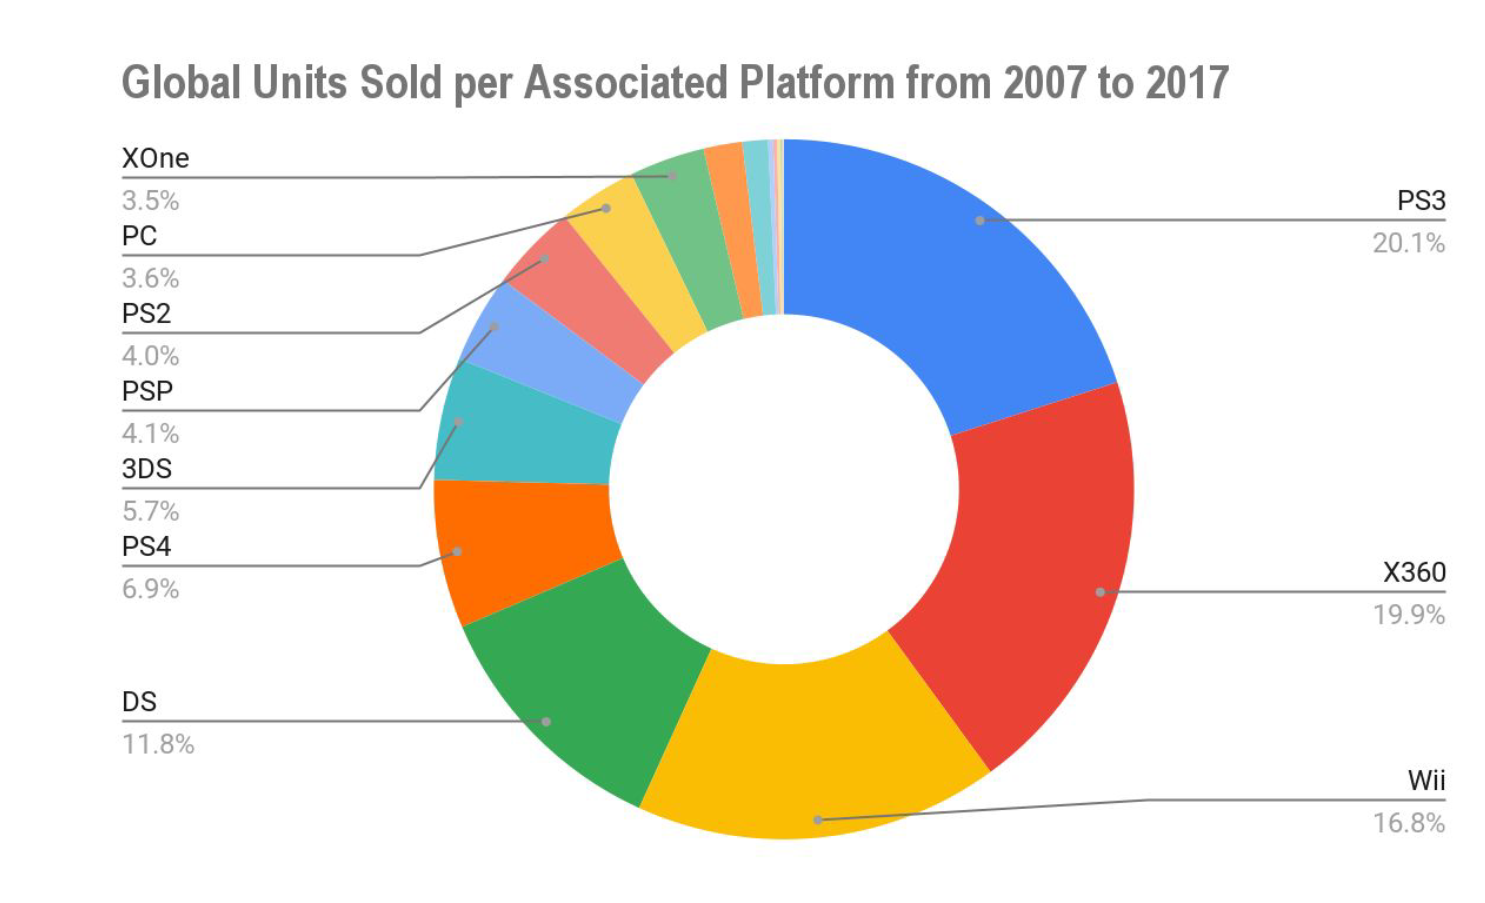 Global Units Sold per Associated Platform from 2007 to 2017
XOne
3.5%
PC
3.6%
PS2
4.0%
PSP
4.1%
3DS
5.7%
PS4
6.9%
DS
11.8%
PS3
20.1%
X360
19.9%
Wii
16.8%